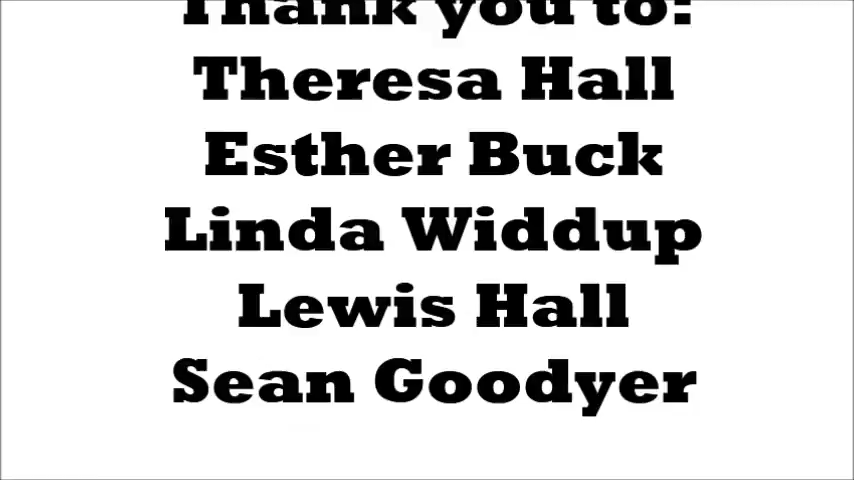 Thank you to:
Theresa Hall
Esther Buck
Linda Widdup
Lewis Hall
Sean Goodyer